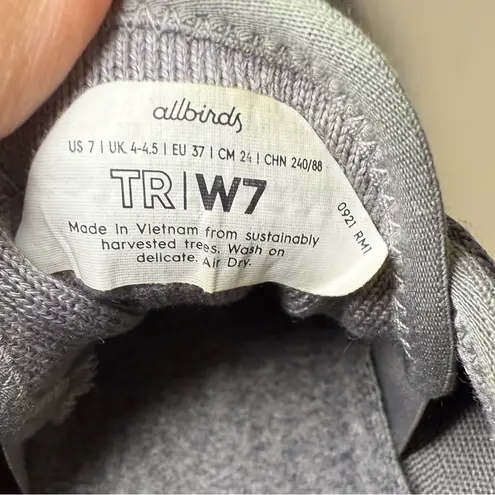 allbirds
US 7 | UK 4-4.5 | EU 37 | CM 24 | CHN 240/88
TR|W7
Made in Vietnam from sustainably
harvested trees. Wash on
delicate. Air Dry.
0921 RM1